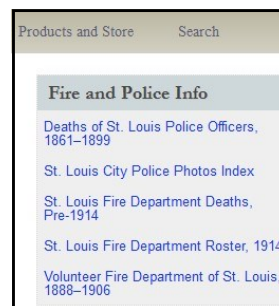 Products and Store Search
Fire and Police Info
Deaths of St. Louis Police Officers,
1861–1899
St. Louis City Police Photos Index
St. Louis Fire Department Deaths,
Pre-1914
St. Louis Fire Department Roster, 1914
Volunteer Fire Department of St. Louis,
1888–1906